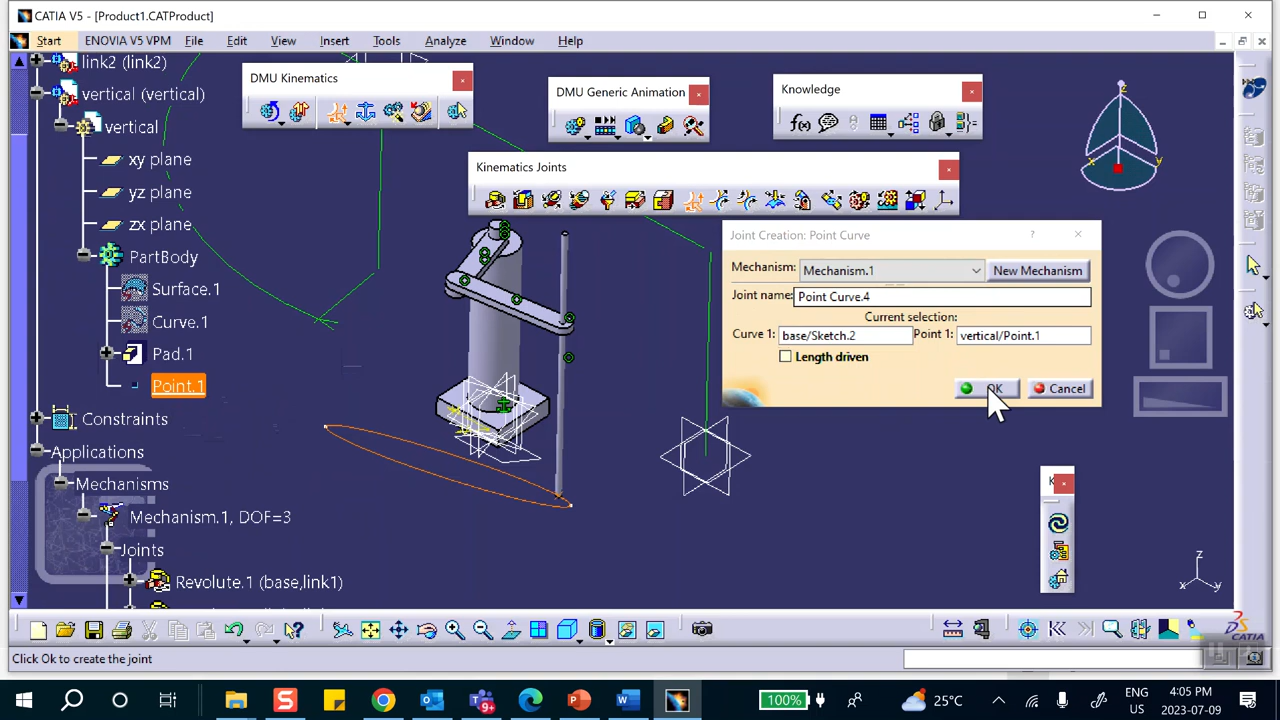 CATIA V5 - [Product1.CATProduct]
Start ENOVIA V5 VPM File Edit View Insert Tools Analyze Window Help
link2 (link2)
vertical (vertical)
vertical
xy plane
yz plane
zx plane
PartBody
Surface.1
Curve.1
Pad.1
Point.1
Constraints
Applications
Mechanisms
Mechanism.1, DOF=3
Joints
Revolute.1 (base,link1)
DMU Kinematics
DMU Generic Animation
Knowledge
f(x)
Kinematics Joints
Joint Creation: Point Curve
Mechanism: Mechanism.1 New Mechanism
Joint name: Point Curve.4
Current selection:
Curve 1: base/Sketch.2 Point 1: vertical/Point.1
Length driven
OK Cancel
K
z
x y
z
x y
CATIA
Click Ok to create the joint
9+
100%
25°C
ENG
US
4:05 PM
2023-07-09